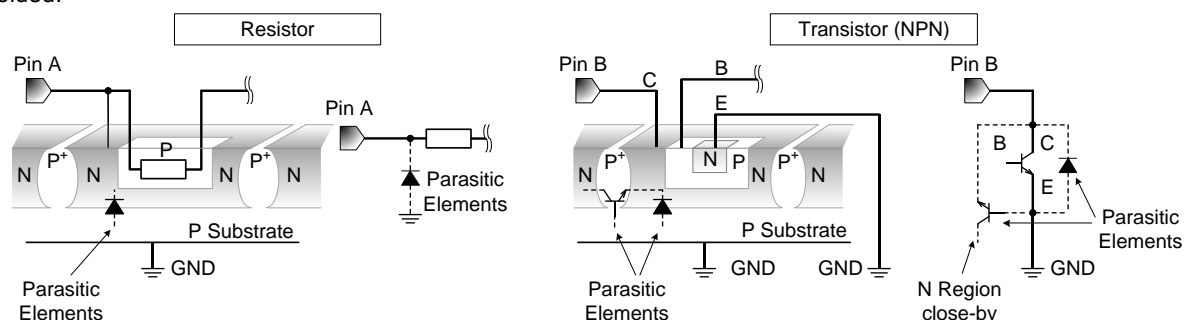 Resistor
Transistor (NPN)
Pin A
Pin A
P
N
P+
N
N
P+
N
Parasitic
Elements
P Substrate
GND
Parasitic
Elements
Pin B
C
B
E
N
P+
N
N
P
N
P+
N
P Substrate
GND
GND
Parasitic
Elements
Pin B
B
C
E
Parasitic
Elements
GND
N Region
close-by